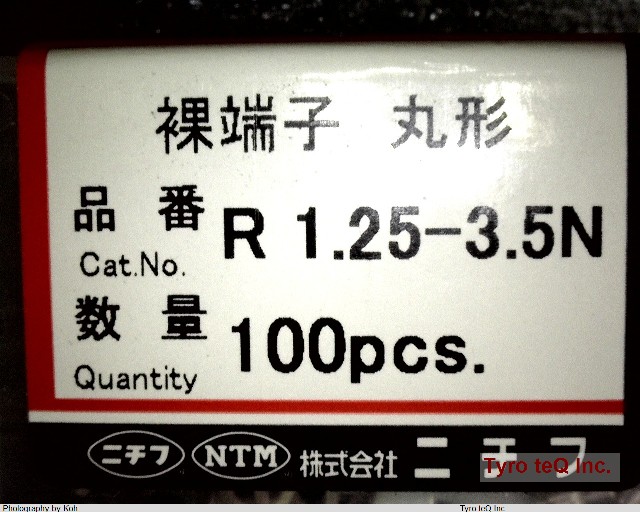 裸端子 丸形
品番 R 1.25-3.5N
Cat.No.
数量 100pcs.
Quantity
ニチフ NTM 株式会社 ニチフ
Tyro teQ Inc.
Photography by Koh Tyro teQ Inc